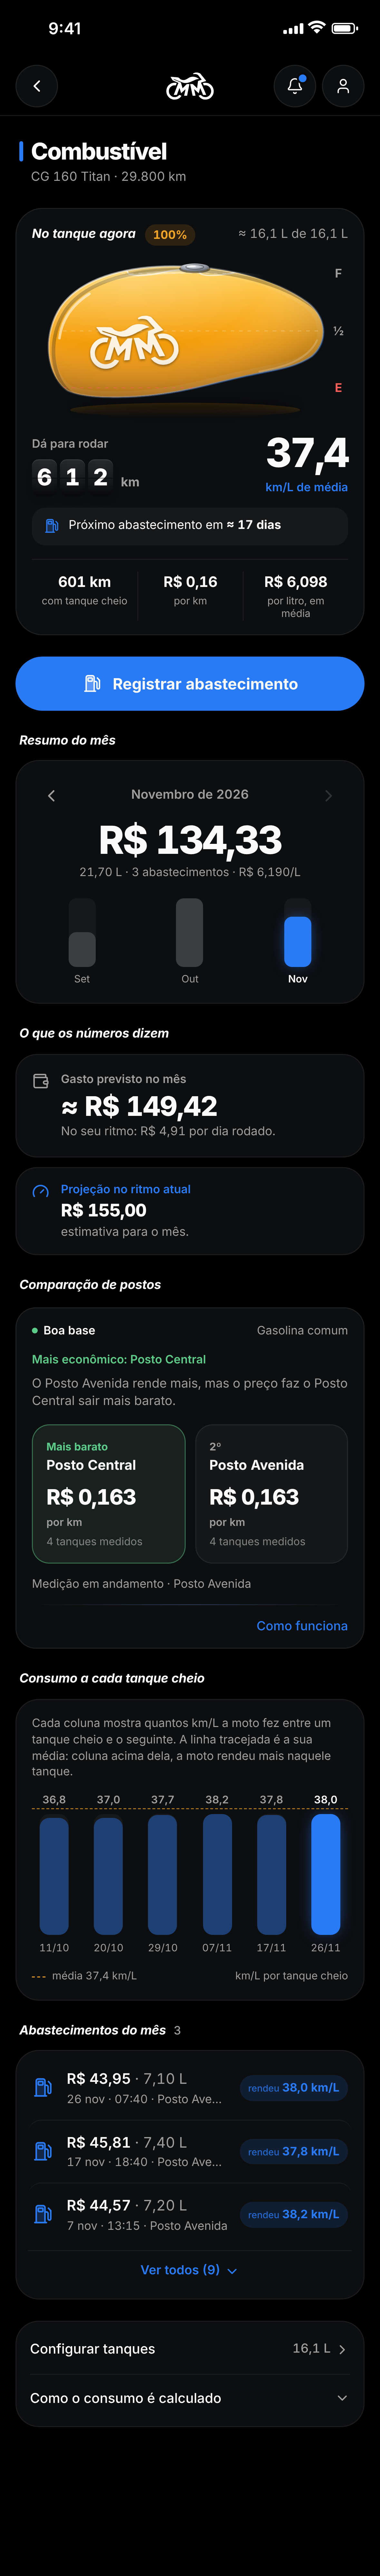 9:41
MM
Combustível
CG 160 Titan · 29.800 km
No tanque agora 100% ≈ 16,1 L de 16,1 L
F
MM
½
E
Dá para rodar
612 km
37,4
km/L de média
Próximo abastecimento em ≈ 17 dias
601 km
com tanque cheio
R$ 0,16
por km
R$ 6,098
por litro, em
média
Registrar abastecimento
Resumo do mês
Novembro de 2026
R$ 134,33
21,70 L · 3 abastecimentos · R$ 6,190/L
Set Out Nov
O que os números dizem
Gasto previsto no mês
≈ R$ 149,42
No seu ritmo: R$ 4,91 por dia rodado.
Projeção no ritmo atual
R$ 155,00
estimativa para o mês.
Comparação de postos
Boa base Gasolina comum
Mais econômico: Posto Central
O Posto Avenida rende mais, mas o preço faz o Posto
Central sair mais barato.
Mais barato
Posto Central
R$ 0,163
por km
4 tanques medidos
2º
Posto Avenida
R$ 0,163
por km
4 tanques medidos
Medição em andamento · Posto Avenida
Como funciona
Consumo a cada tanque cheio
Cada coluna mostra quantos km/L a moto fez entre um
tanque cheio e o seguinte. A linha tracejada é a sua
média: coluna acima dela, a moto rendeu mais naquele
tanque.
36,8 37,0 37,7 38,2 37,8 38,0
11/10 20/10 29/10 07/11 17/11 26/11
média 37,4 km/L km/L por tanque cheio
Abastecimentos do mês 3
R$ 43,95 · 7,10 L
26 nov · 07:40 · Posto Ave...
rendeu 38,0 km/L
R$ 45,81 · 7,40 L
17 nov · 18:40 · Posto Ave...
rendeu 37,8 km/L
R$ 44,57 · 7,20 L
7 nov · 13:15 · Posto Avenida
rendeu 38,2 km/L
Ver todos (9)
Configurar tanques 16,1 L
Como o consumo é calculado